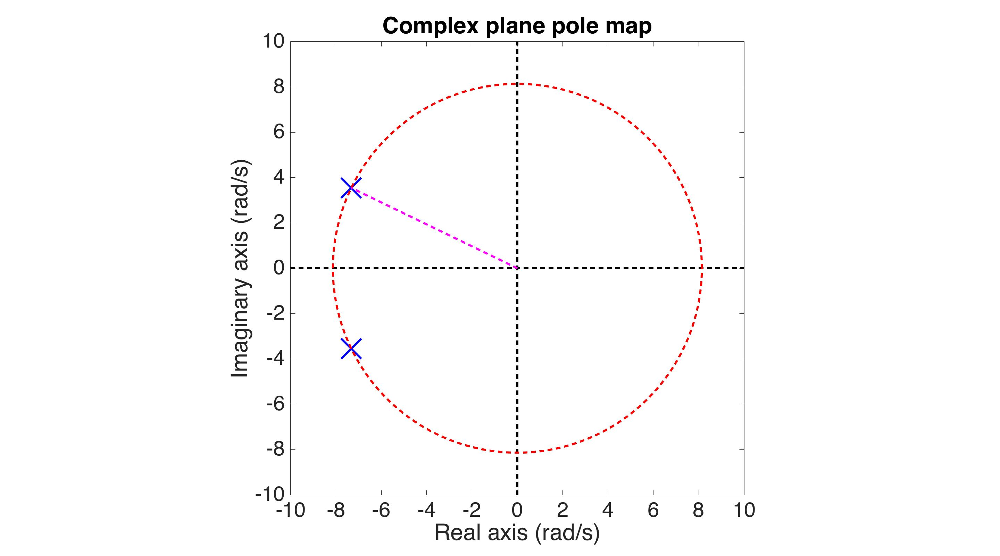 Complex plane pole map
10
8
6
4
2
0
-2
-4
-6
-8
-10
Imaginary axis (rad/s)
-10 -8 -6 -4 -2 0 2 4 6 8 10
Real axis (rad/s)